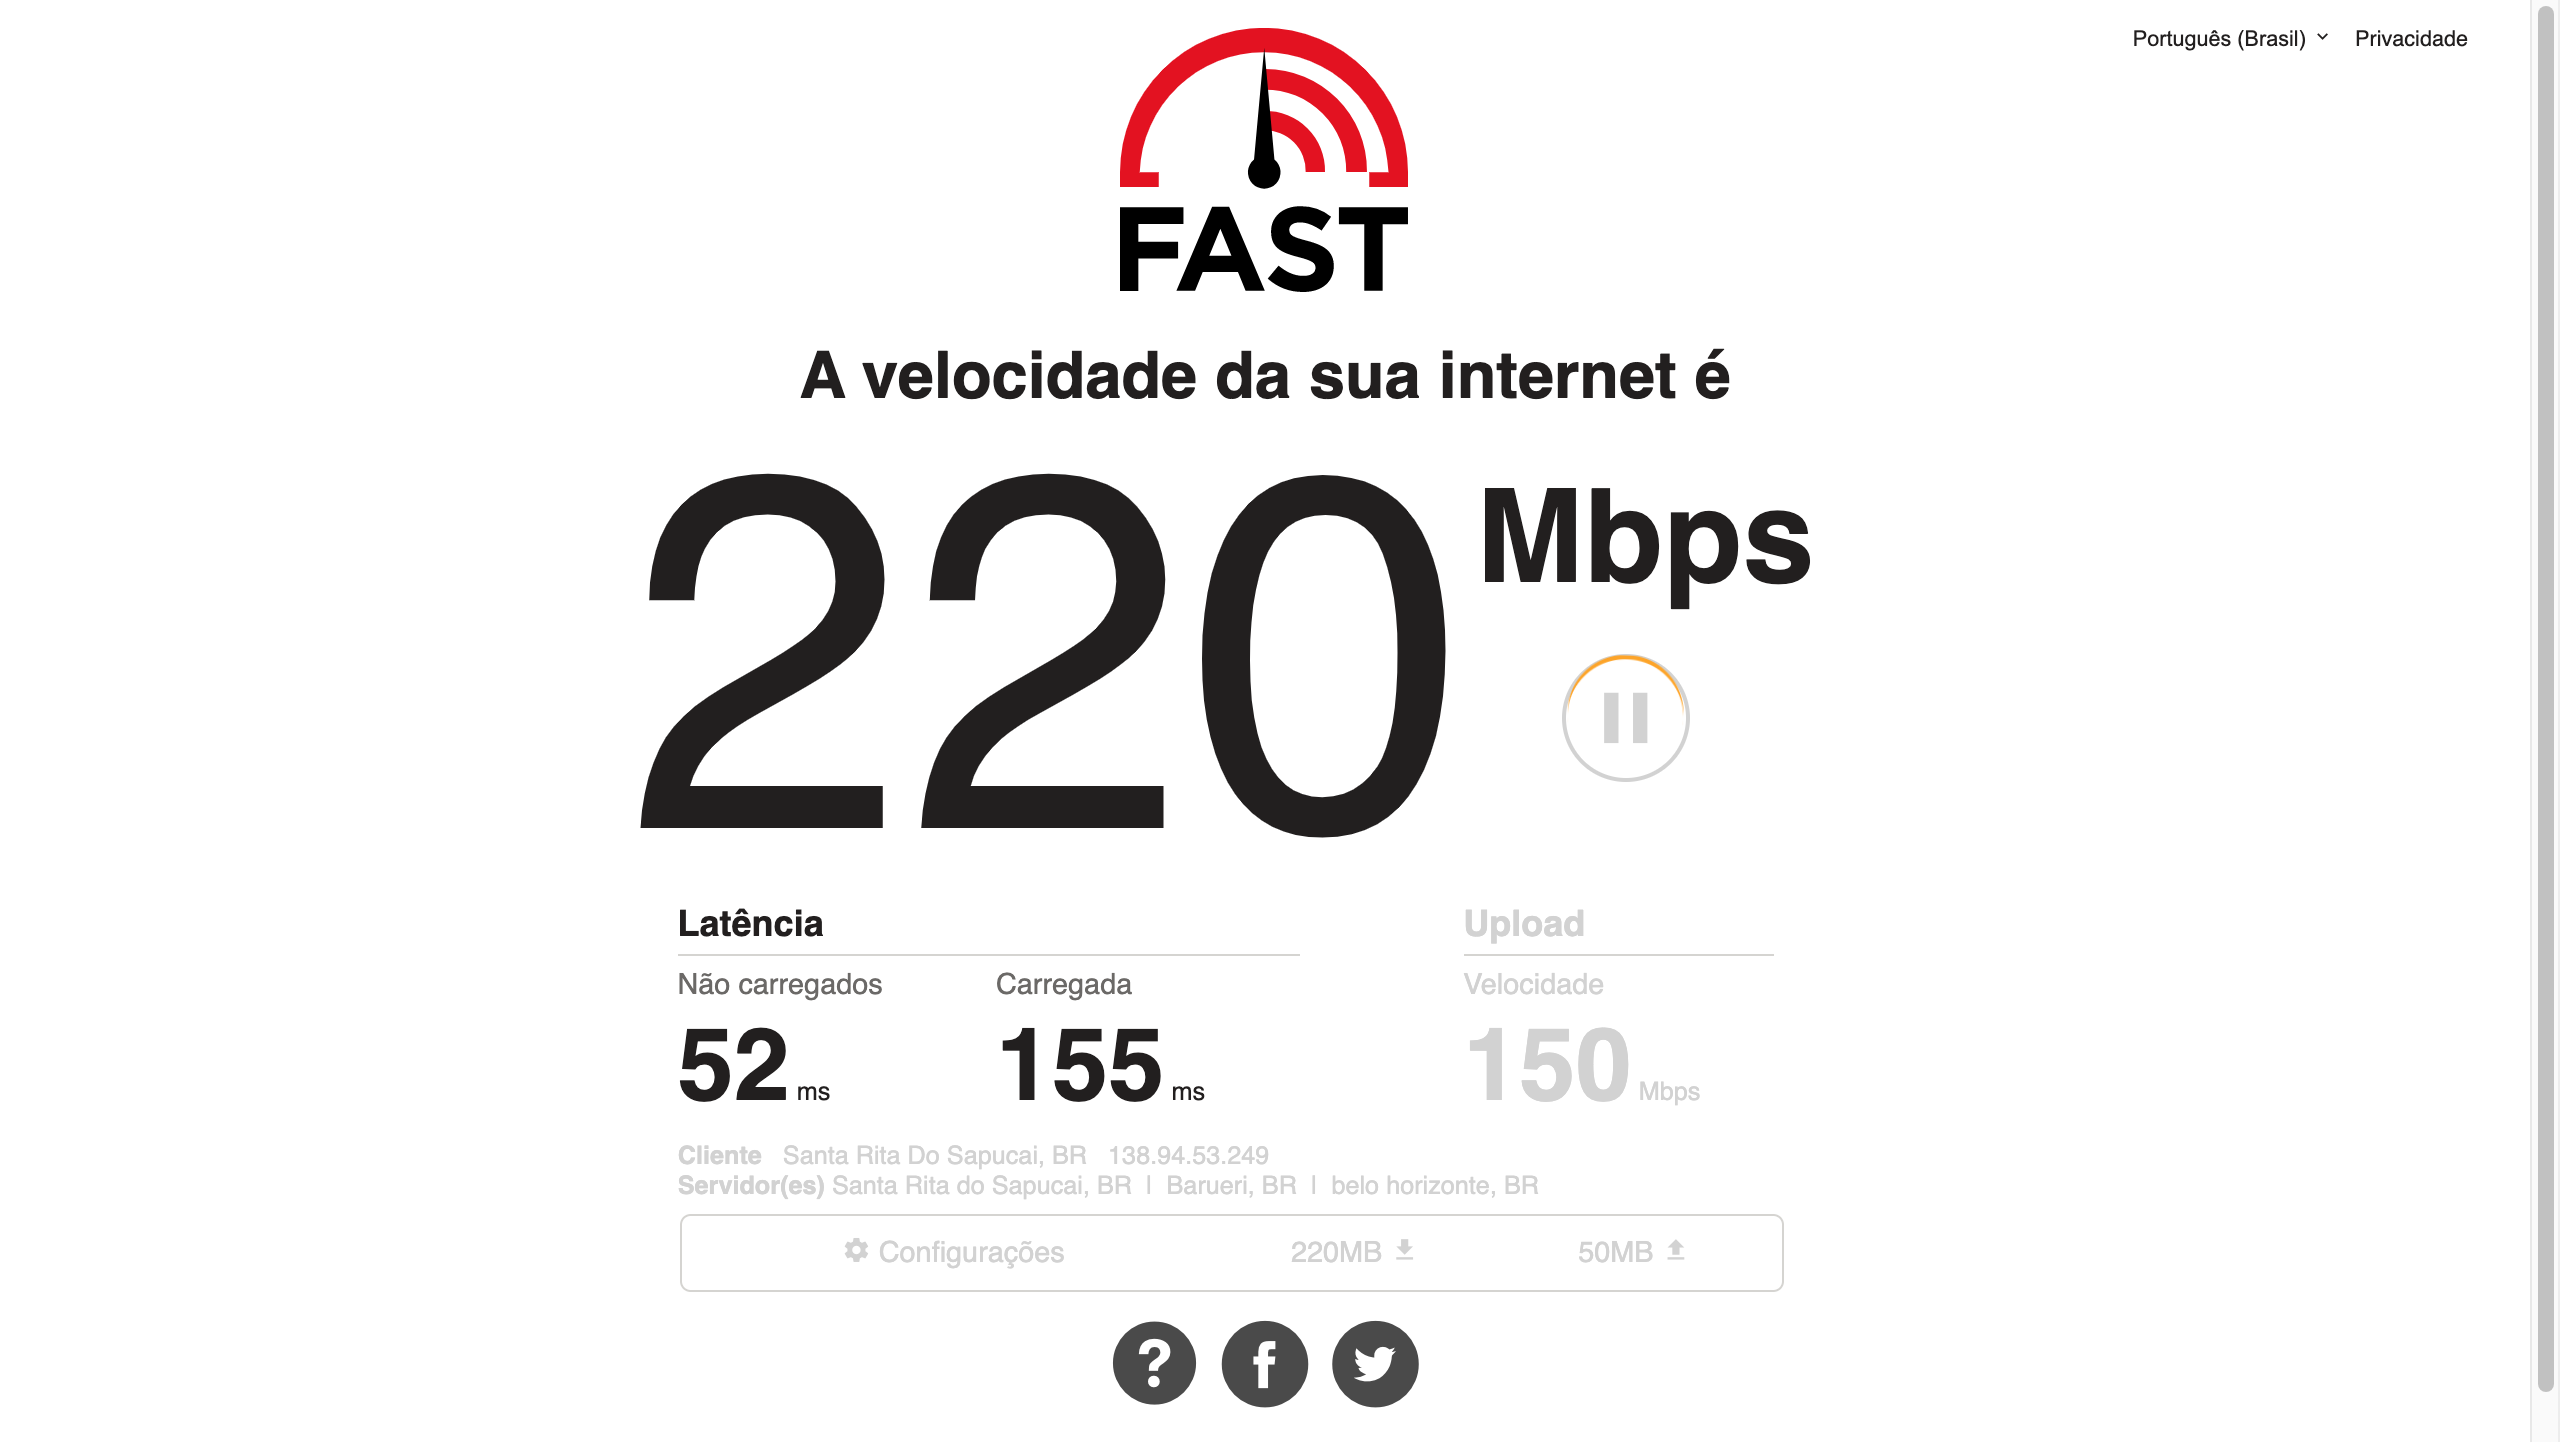 Português (Brasil) Privacidade
FAST
A velocidade da sua internet é
220 Mbps
Latência Upload
Não carregados Carregada Velocidade
52 ms 155 ms 150 Mbps
Cliente Santa Rita Do Sapucai, BR 138.94.53.249
Servidor(es) Santa Rita do Sapucai, BR | Barueri, BR | belo horizonte, BR
Configurações 220MB 50MB